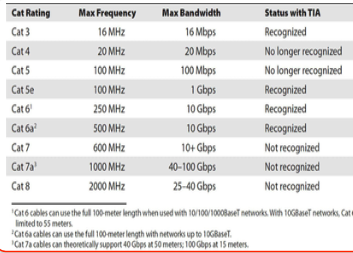 Cat Rating Max Frequency Max Bandwidth Status with TIA
Cat 3 16 MHz 16 Mbps Recognized
Cat 4 20 MHz 20 Mbps No longer recognized
Cat 5 100 MHz 100 Mbps No longer recognized
Cat 5e 100 MHz 1 Gbps Recognized
Cat 6¹ 250 MHz 10 Gbps Recognized
Cat 6a² 500 MHz 10 Gbps Recognized
Cat 7 600 MHz 10+ Gbps Not recognized
Cat 7a³ 1000 MHz 40–100 Gbps Not recognized
Cat 8 2000 MHz 25–40 Gbps Not recognized
¹Cat 6 cables can use the full 100-meter length when used with 10/100/1000BaseT networks. With 10GBaseT networks, Cat
limited to 55 meters.
²Cat 6a cables can use the full 100-meter length with networks up to 10GBaseT.
³Cat 7a cables can theoretically support 40 Gbps at 50 meters; 100 Gbps at 15 meters.